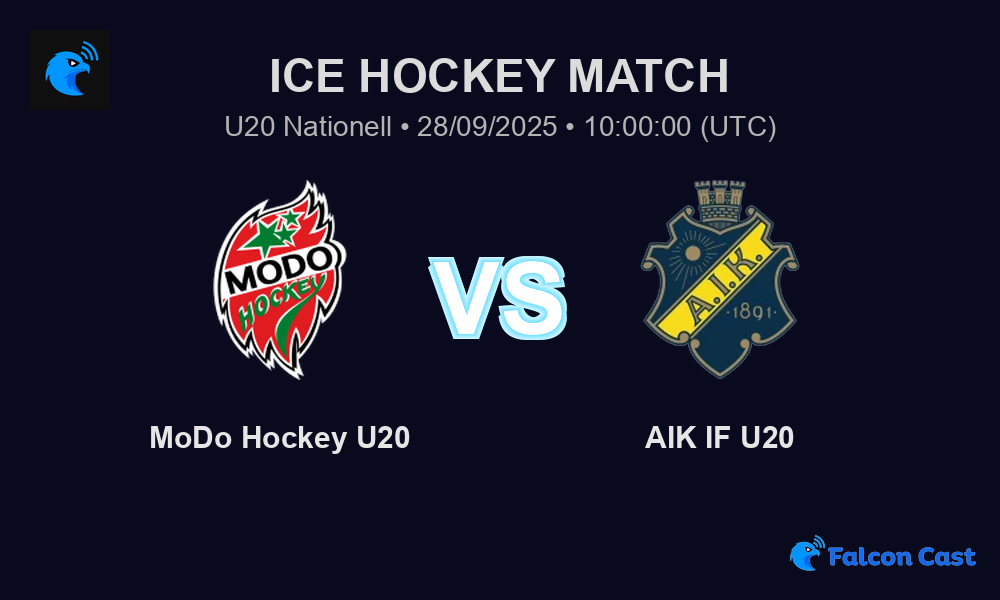 ICE HOCKEY MATCH
U20 Nationell • 28/09/2025 • 10:00:00 (UTC)
MODO
HOCKEY
VS
A.I.K.
·1891·
MoDo Hockey U20
AIK IF U20
Falcon Cast